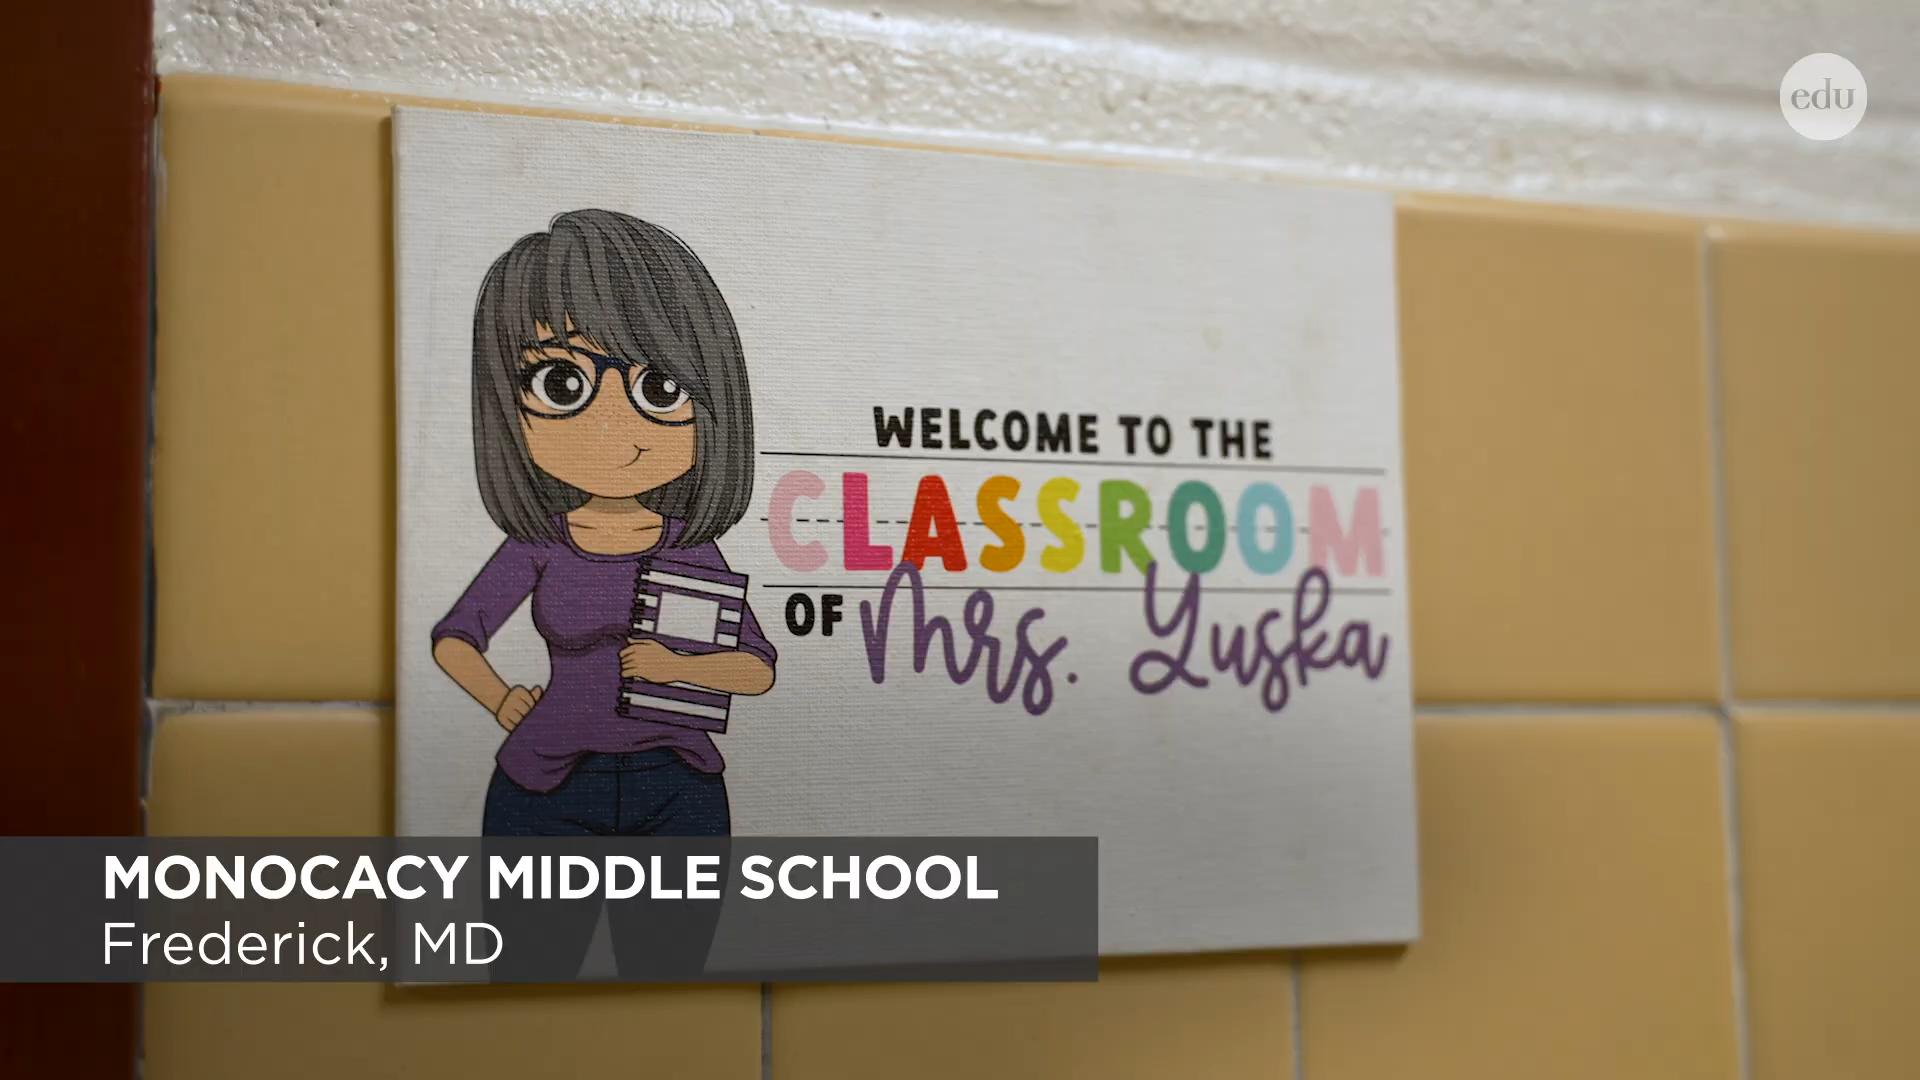 edu
WELCOME TO THE
CLASSROOM
OF Mrs. Yuska
MONOCACY MIDDLE SCHOOL
Frederick, MD